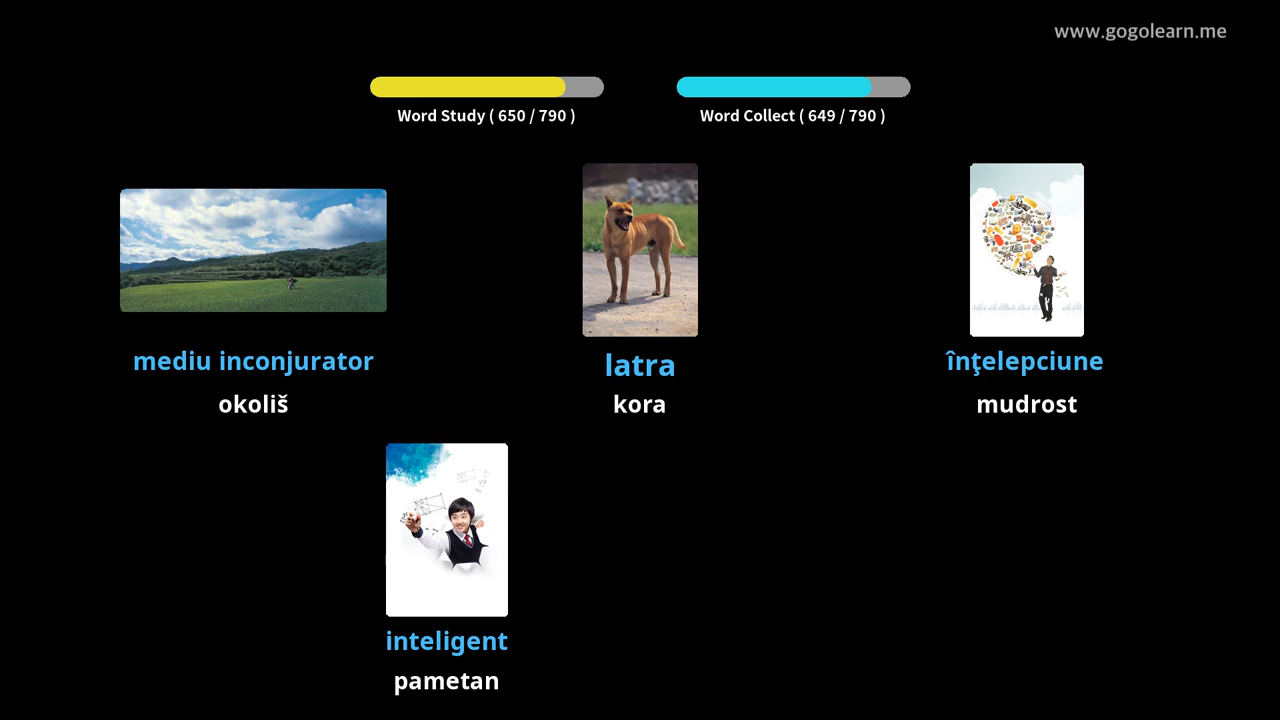 www.gogolearn.me
Word Study ( 650 / 790 )
Word Collect ( 649 / 790 )
mediu inconjurator
okoliš
latra
kora
înţelepciune
mudrost
inteligent
pametan